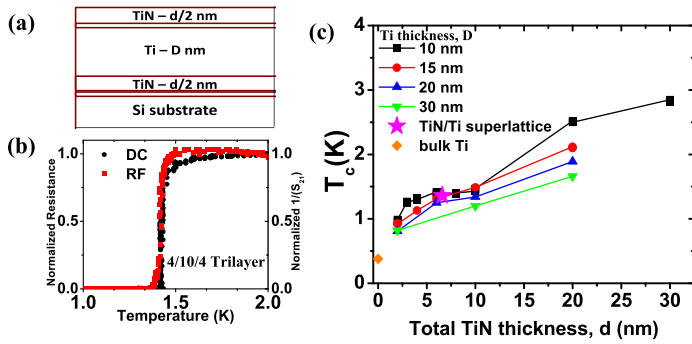 (a)
TiN – d/2 nm
Ti – D nm
TiN – d/2 nm
Si substrate
(b)
Normalized Resistance
1.0
0.5
0.0
DC
RF
4/10/4 Trilayer
1.0
0.5
0.0
Normalized 1/(S21)
1.0 1.5 2.0
Temperature (K)
(c)
Tc(K)
4
3
2
1
0
Ti thickness, D
10 nm
15 nm
20 nm
30 nm
TiN/Ti superlattice
bulk Ti
0 5 10 15 20 25 30
Total TiN thickness, d (nm)